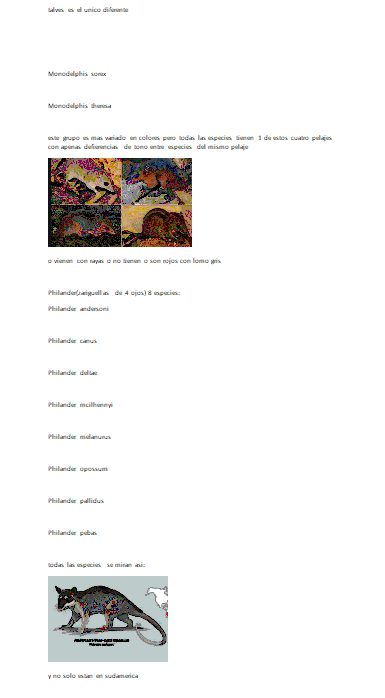 talves es el unico diferente
Monodelphis sorex
Monodelphis theresa
este grupo es mas variado en colores pero todas las especies tienen 1 de estos cuatro pelajes
con apenas defierencias de tono entre especies del mismo pelaje
o vienen con rayas o no tienen o son rojos con lomo gris
Philander(zariguellas de 4 ojos) 8 especies:
Philander andersoni
Philander canus
Philander deltae
Philander mcilhennyi
Philander melanurus
Philander opossum
Philander pallidus
Philander pebas
todas las especies se miran asi:
y no solo estan en sudamerica